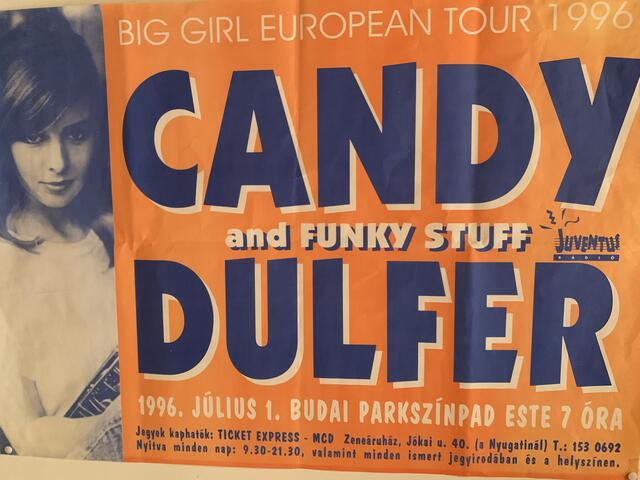 BIG GIRL EUROPEAN TOUR 1996
CANDY
and FUNKY STUFF
JUVENTUS
RÁDIÓ
DULFER
1996. JÚLIUS 1. BUDAI PARKSZÍNPAD ESTE 7 ÓRA
Jegyek kaphatók: TICKET EXPRESS - MCD Zeneáruház, Jókai u. 40. (a Nyugatinál) T.: 153 0692
Nyitva minden nap: 9.30-21.30, valamint minden ismert jegyirodában és a helyszínen.